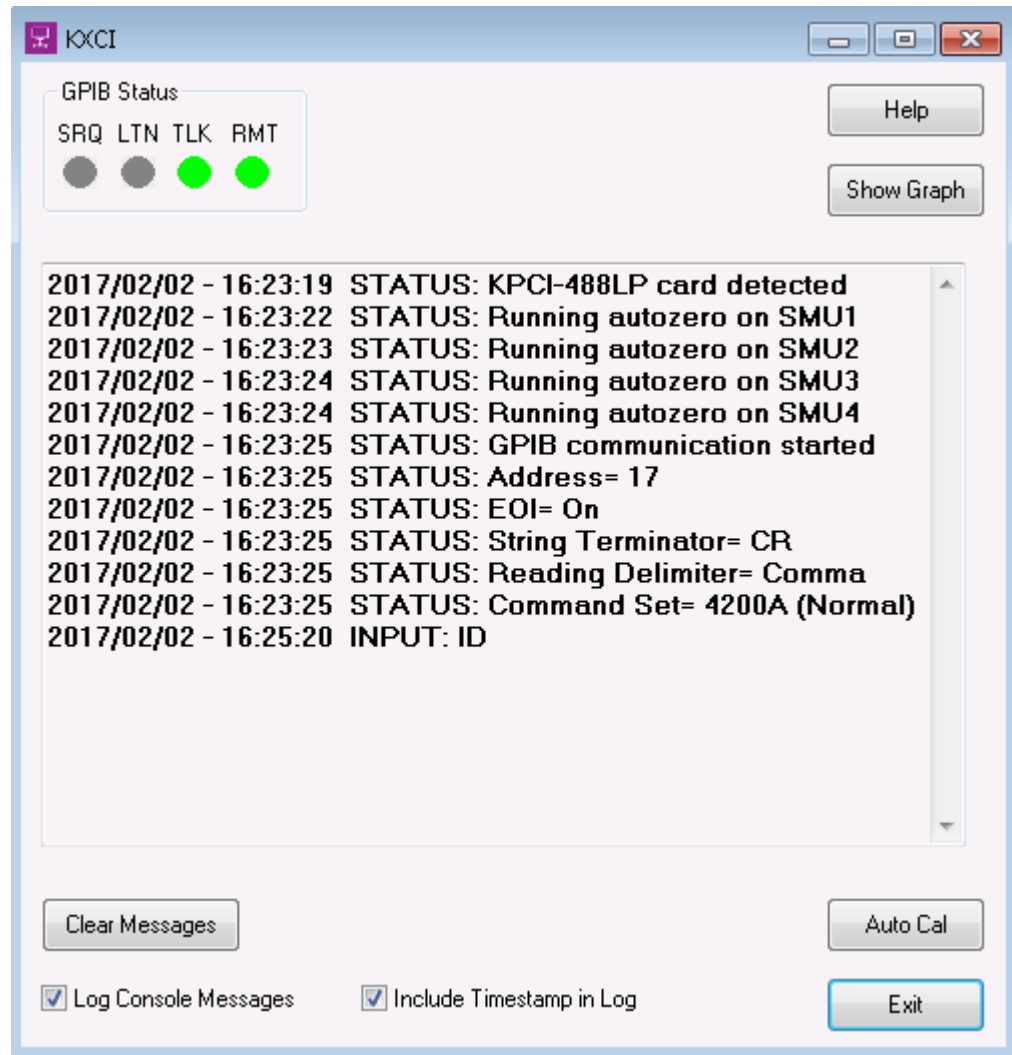 KXCI
GPIB Status
SRQ LTN TLK RMT
Help
Show Graph
2017/02/02 - 16:23:19 STATUS: KPCI-488LP card detected
2017/02/02 - 16:23:22 STATUS: Running autozero on SMU1
2017/02/02 - 16:23:23 STATUS: Running autozero on SMU2
2017/02/02 - 16:23:24 STATUS: Running autozero on SMU3
2017/02/02 - 16:23:24 STATUS: Running autozero on SMU4
2017/02/02 - 16:23:25 STATUS: GPIB communication started
2017/02/02 - 16:23:25 STATUS: Address= 17
2017/02/02 - 16:23:25 STATUS: EOI= On
2017/02/02 - 16:23:25 STATUS: String Terminator= CR
2017/02/02 - 16:23:25 STATUS: Reading Delimiter= Comma
2017/02/02 - 16:23:25 STATUS: Command Set= 4200A (Normal)
2017/02/02 - 16:25:20 INPUT: ID
Clear Messages
Auto Cal
Log Console Messages
Include Timestamp in Log
Exit